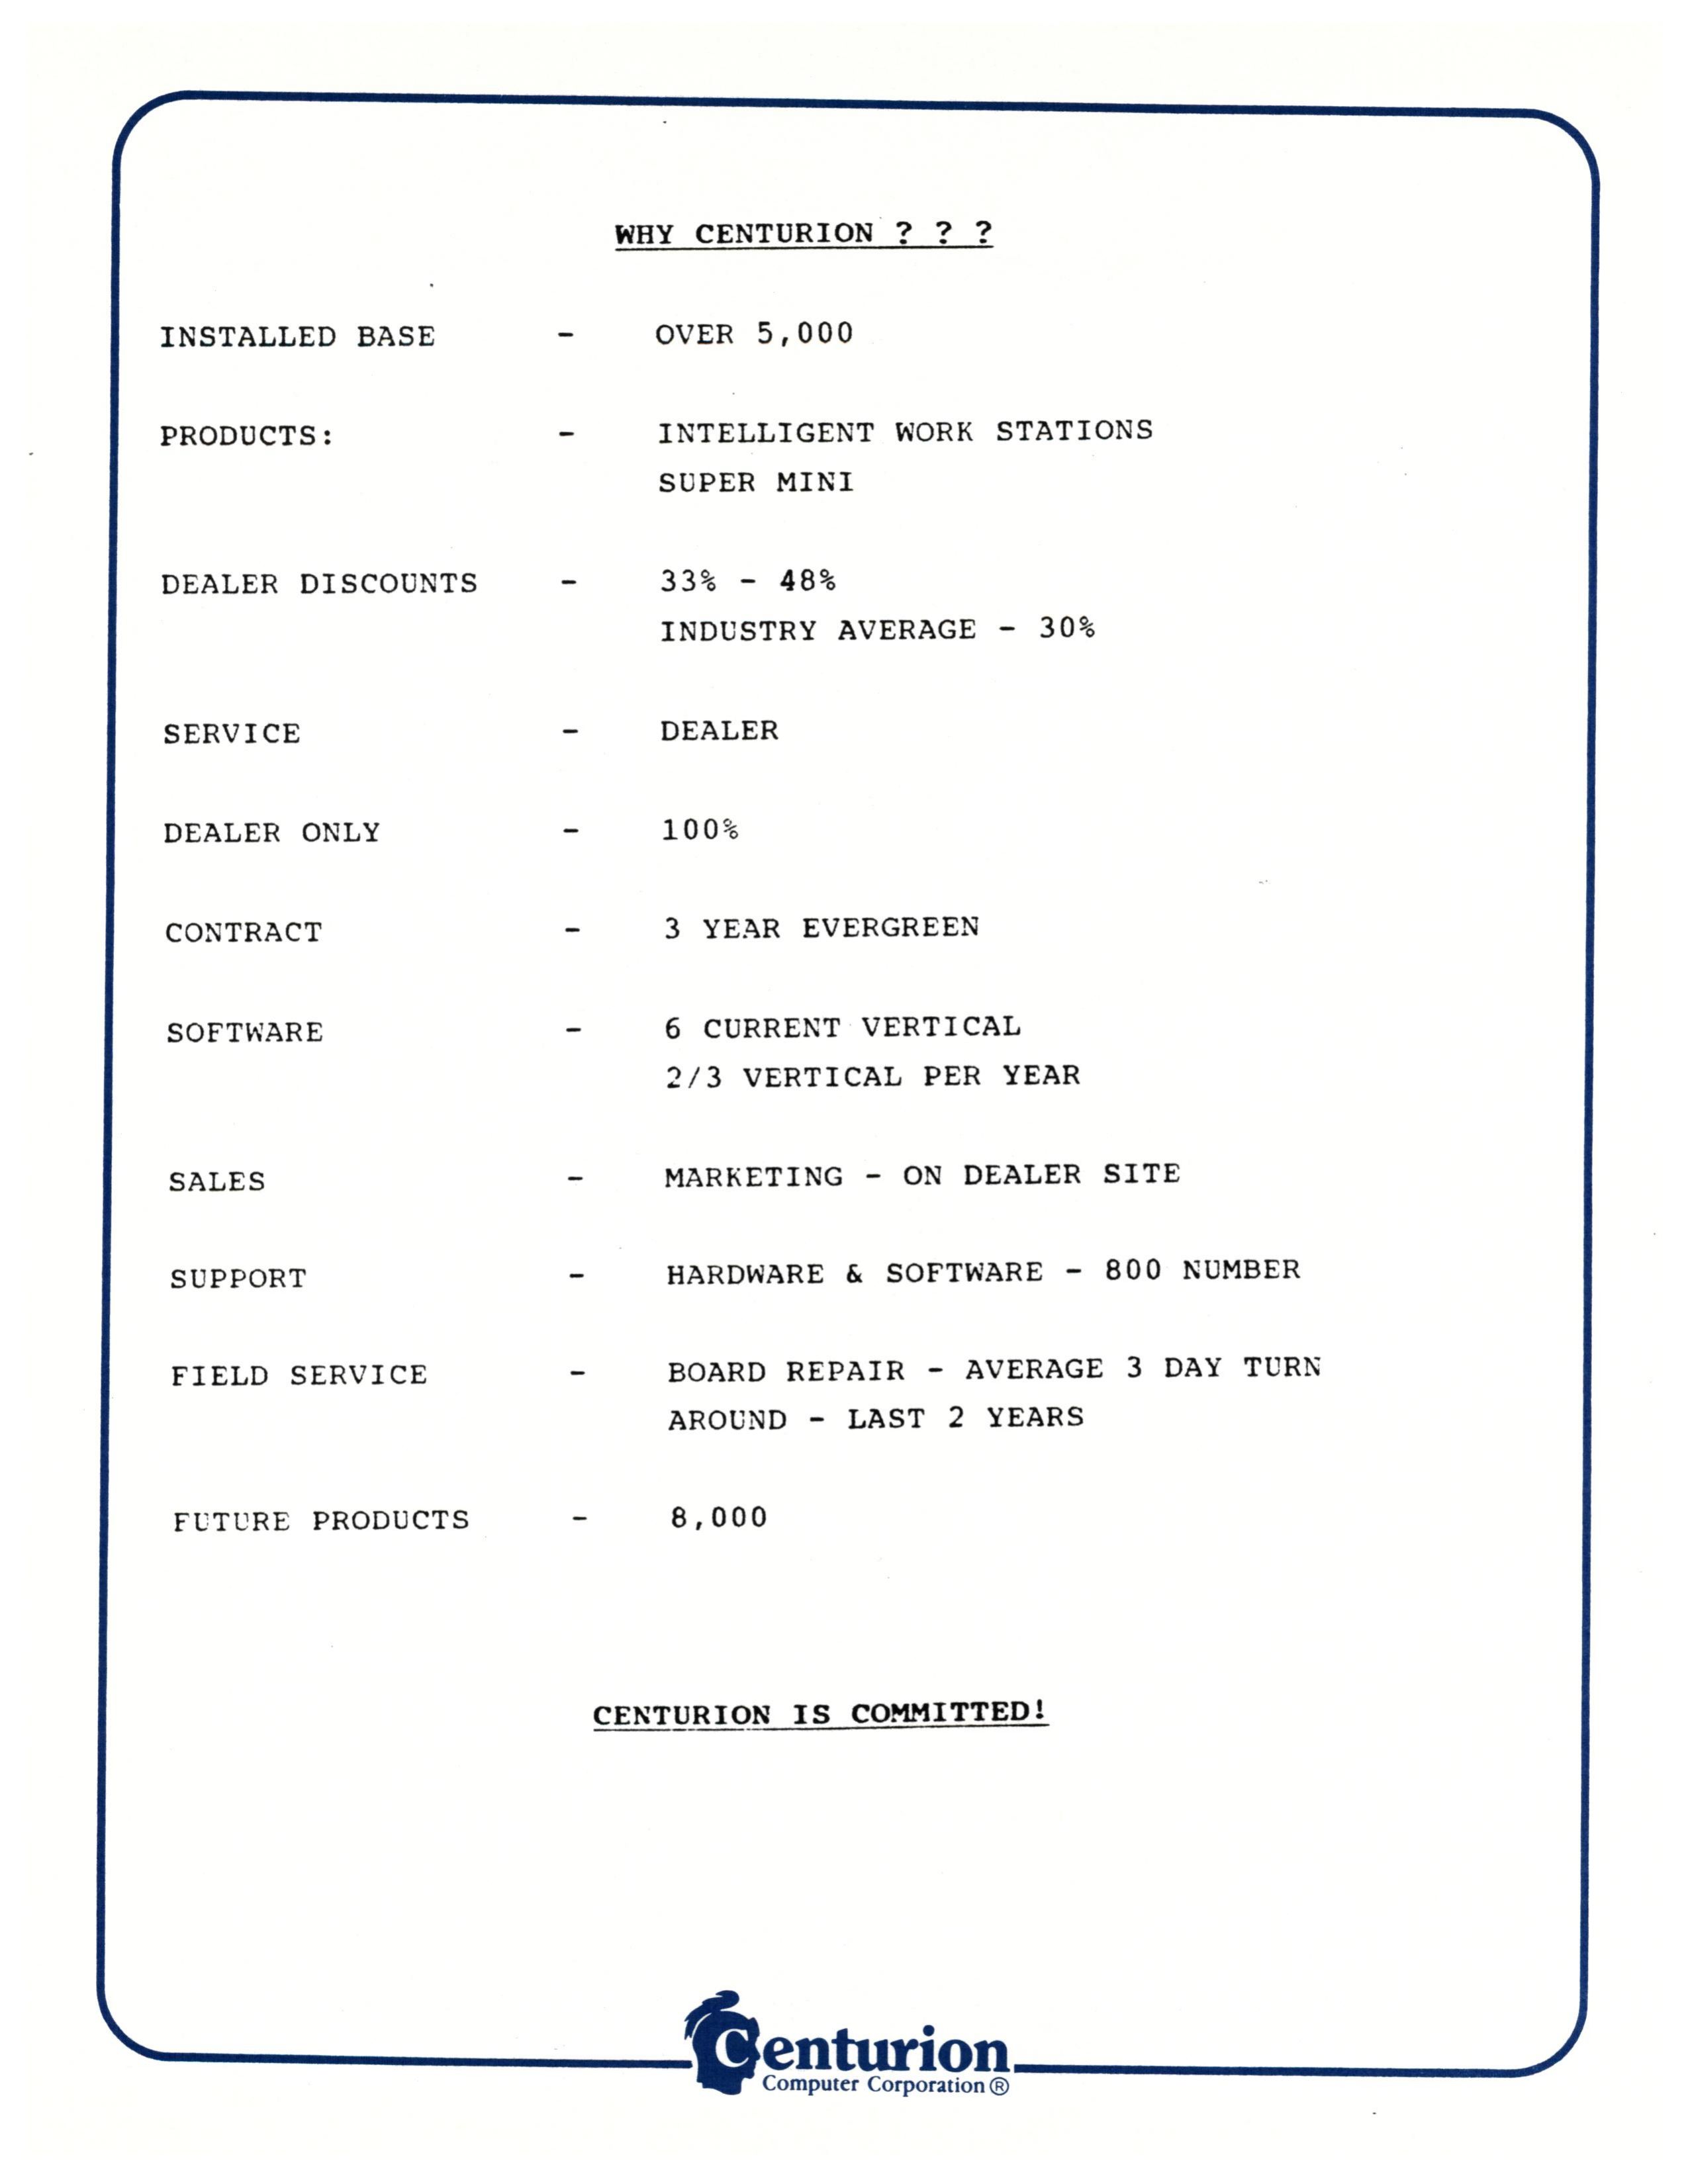 WHY CENTURION ? ? ?
INSTALLED BASE - OVER 5,000
PRODUCTS: - INTELLIGENT WORK STATIONS
SUPER MINI
DEALER DISCOUNTS - 33% - 48%
INDUSTRY AVERAGE - 30%
SERVICE - DEALER
DEALER ONLY - 100%
CONTRACT - 3 YEAR EVERGREEN
SOFTWARE - 6 CURRENT VERTICAL
2/3 VERTICAL PER YEAR
SALES - MARKETING - ON DEALER SITE
SUPPORT - HARDWARE & SOFTWARE - 800 NUMBER
FIELD SERVICE - BOARD REPAIR - AVERAGE 3 DAY TURN
AROUND - LAST 2 YEARS
FUTURE PRODUCTS - 8,000
CENTURION IS COMMITTED!
Centurion
Computer Corporation®